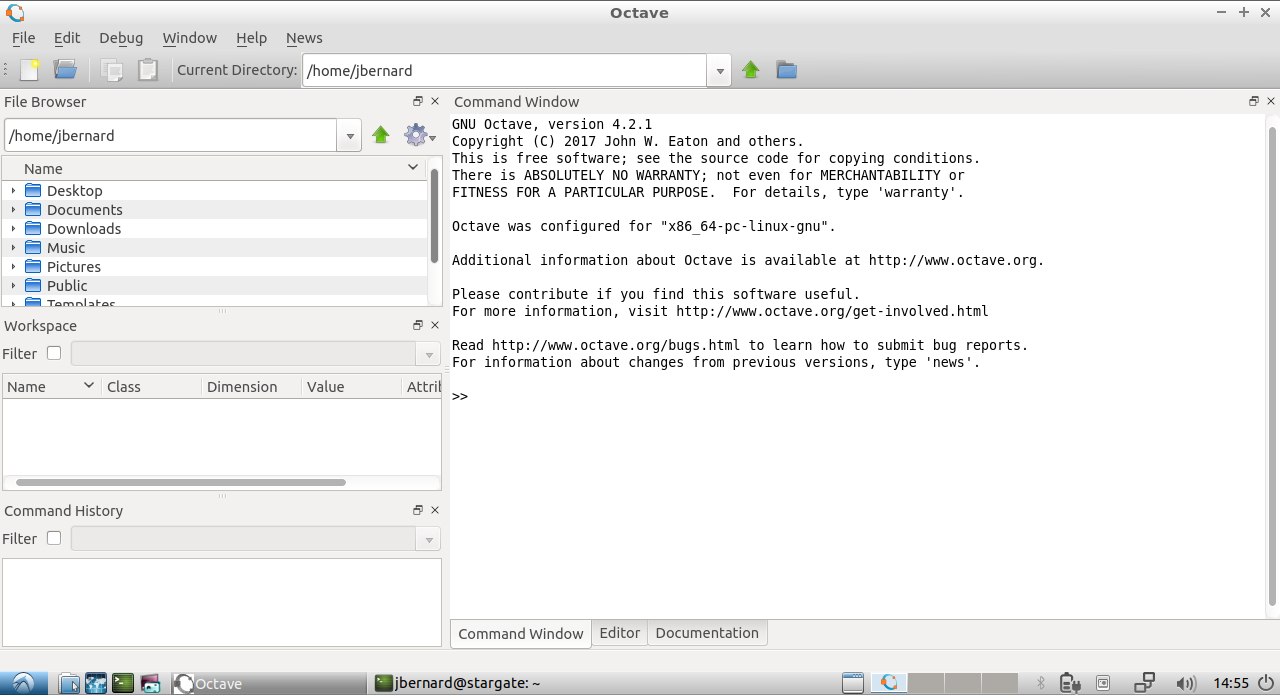 Octave
File Edit Debug Window Help News
Current Directory: /home/jbernard
File Browser
/home/jbernard
Name
Desktop
Documents
Downloads
Music
Pictures
Public
Templates
Workspace
Filter
Name Class Dimension Value Attrib
Command History
Filter
Command Window
GNU Octave, version 4.2.1
Copyright (C) 2017 John W. Eaton and others.
This is free software; see the source code for copying conditions.
There is ABSOLUTELY NO WARRANTY; not even for MERCHANTABILITY or
FITNESS FOR A PARTICULAR PURPOSE.  For details, type 'warranty'.
Octave was configured for "x86_64-pc-linux-gnu".
Additional information about Octave is available at http://www.octave.org.
Please contribute if you find this software useful.
For more information, visit http://www.octave.org/get-involved.html
Read http://www.octave.org/bugs.html to learn how to submit bug reports.
For information about changes from previous versions, type 'news'.
>>
Command Window Editor Documentation
Octave jbernard@stargate: ~ 14:55